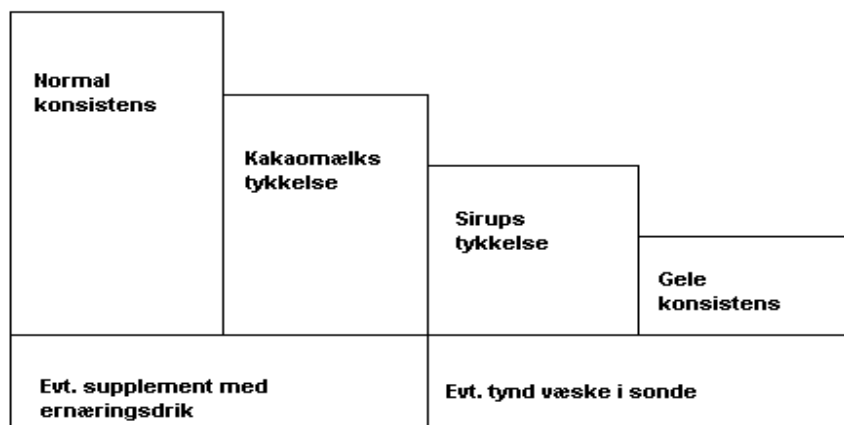 Normal
konsistens
Kakaomælks
tykkelse
Sirups
tykkelse
Gele
konsistens
Evt. supplement med
ernæringsdrik
Evt. tynd væske i sonde